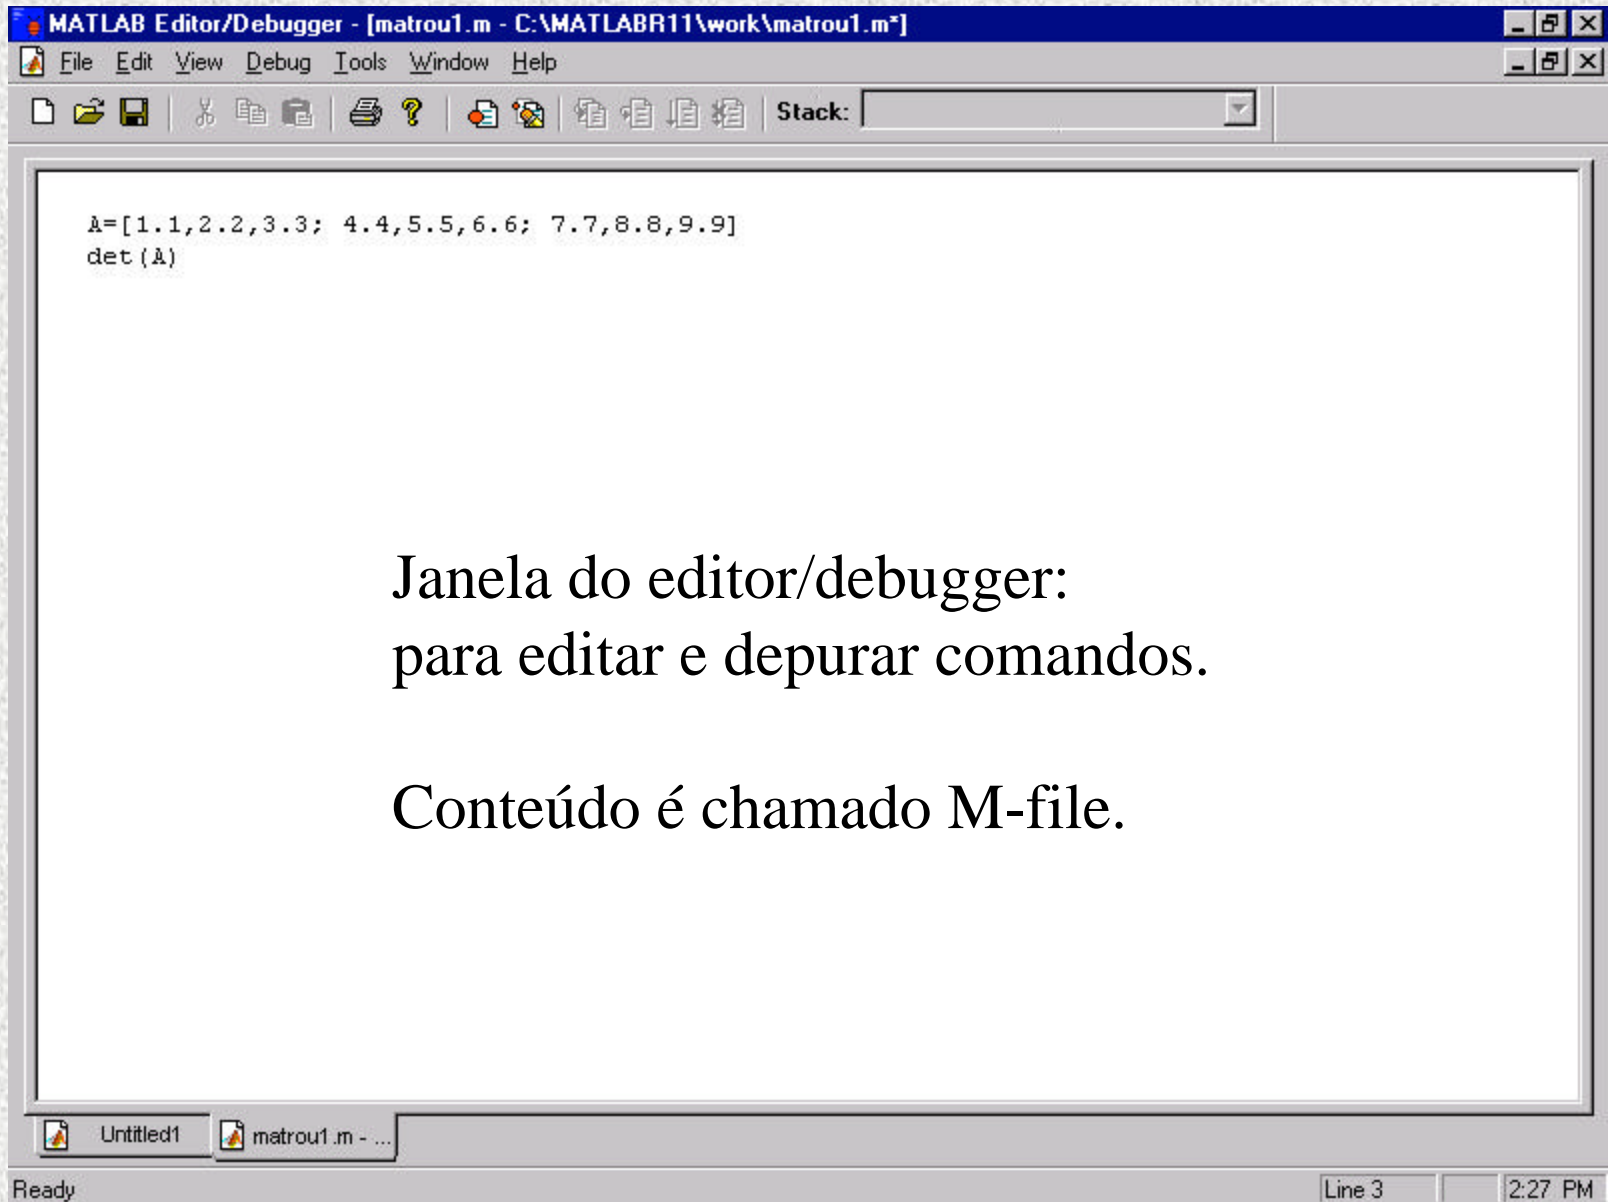 MATLAB Editor/Debugger - [matrou1.m - C:\MATLABR11\work\matrou1.m*]
File Edit View Debug Tools Window Help
Stack:
A=[1.1,2.2,3.3; 4.4,5.5,6.6; 7.7,8.8,9.9]
det(A)
Janela do editor/debugger:
para editar e depurar comandos.
Conteúdo é chamado M-file.
Untitled1 matrou1.m - ...
Ready Line 3 2:27 PM